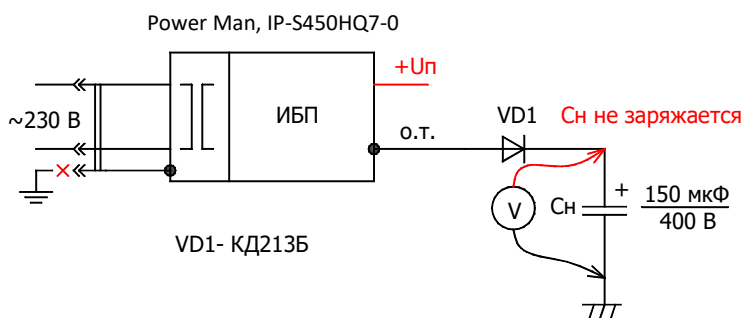 Power Man, IP-S450HQ7-0
+Uп
~230 В
ИБП
о.т.
VD1
Сн не заряжается
V
Сн
+
150 мкФ
400 В
VD1- КД213Б